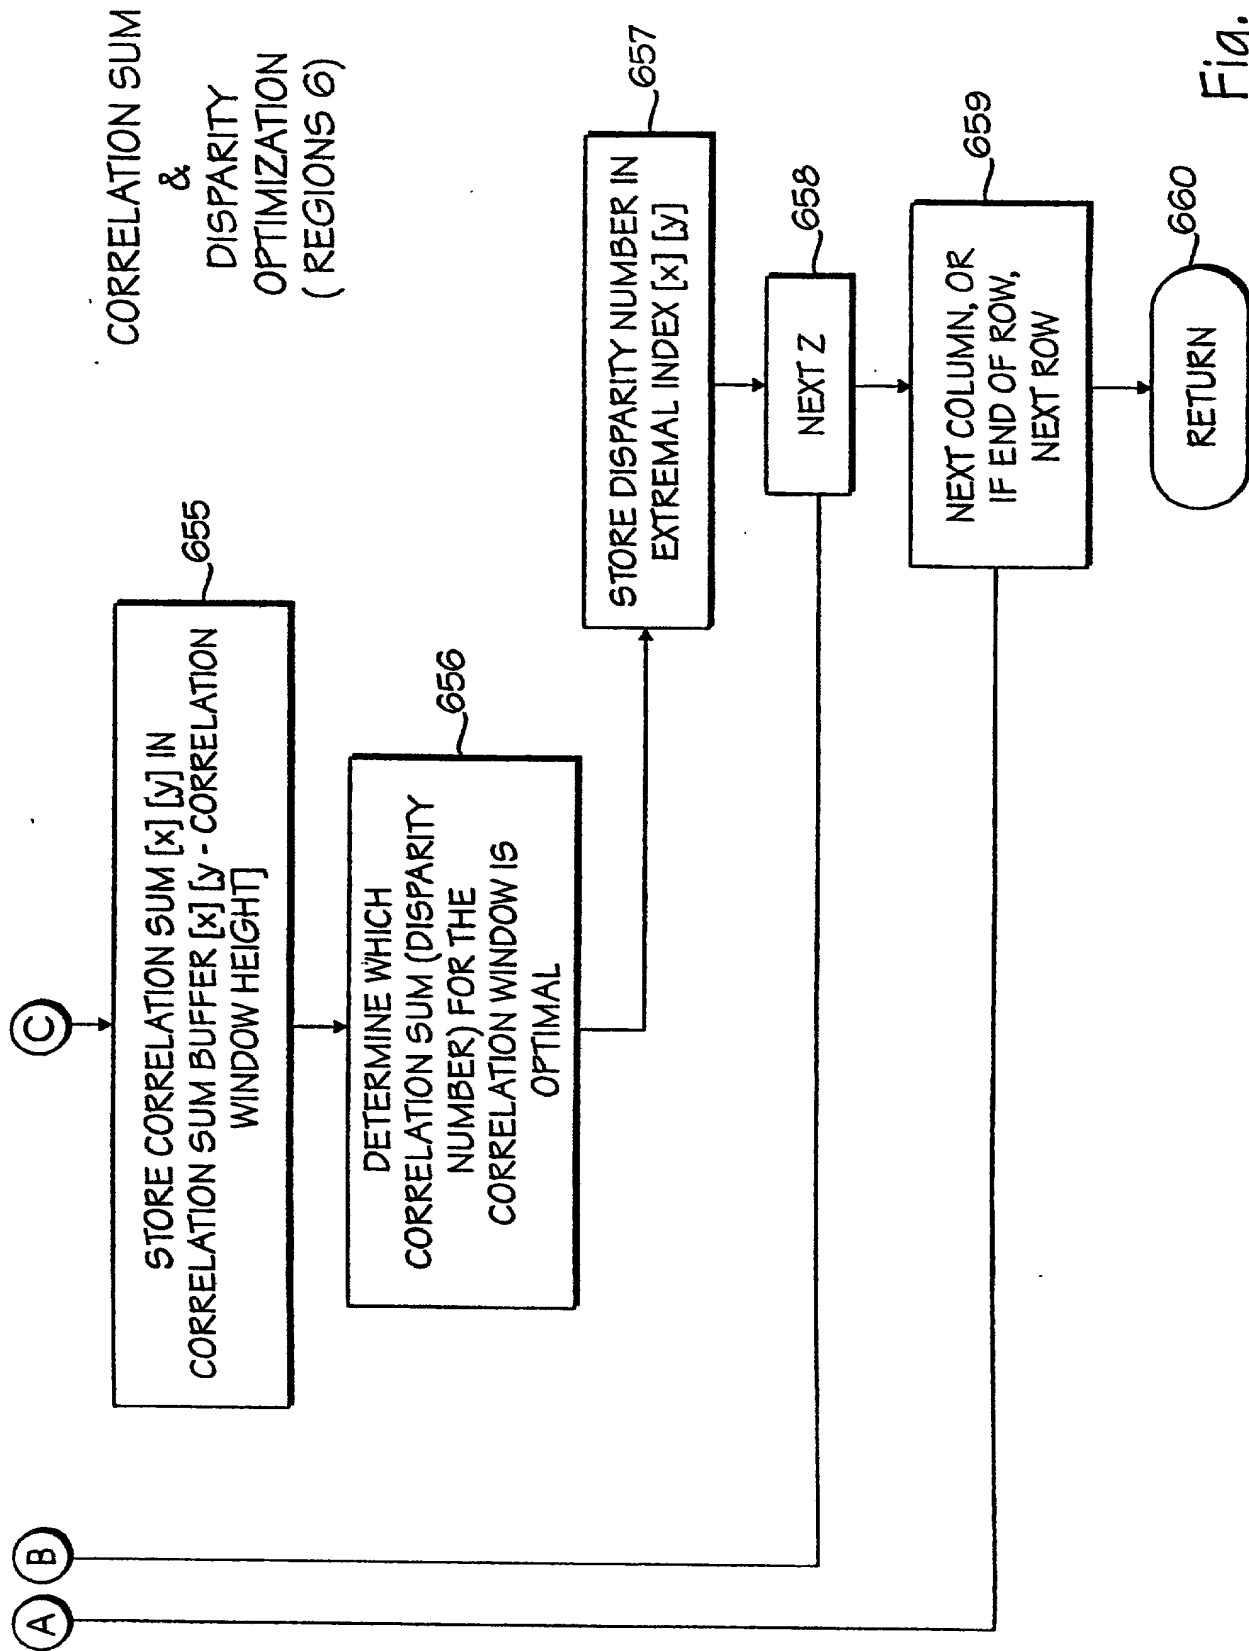 CORRELATION SUM
&
DISPARITY
OPTIMIZATION
( REGIONS 6)
A
B
C
STORE CORRELATION SUM [x] [y] IN
CORRELATION SUM BUFFER [x] [y - CORRELATION
WINDOW HEIGHT]
655
DETERMINE WHICH
CORRELATION SUM (DISPARITY
NUMBER) FOR THE
CORRELATION WINDOW IS
OPTIMAL
656
STORE DISPARITY NUMBER IN
EXTREMAL INDEX [x] [y]
657
NEXT Z
658
NEXT COLUMN, OR
IF END OF ROW,
NEXT ROW
659
RETURN
660
Fig.